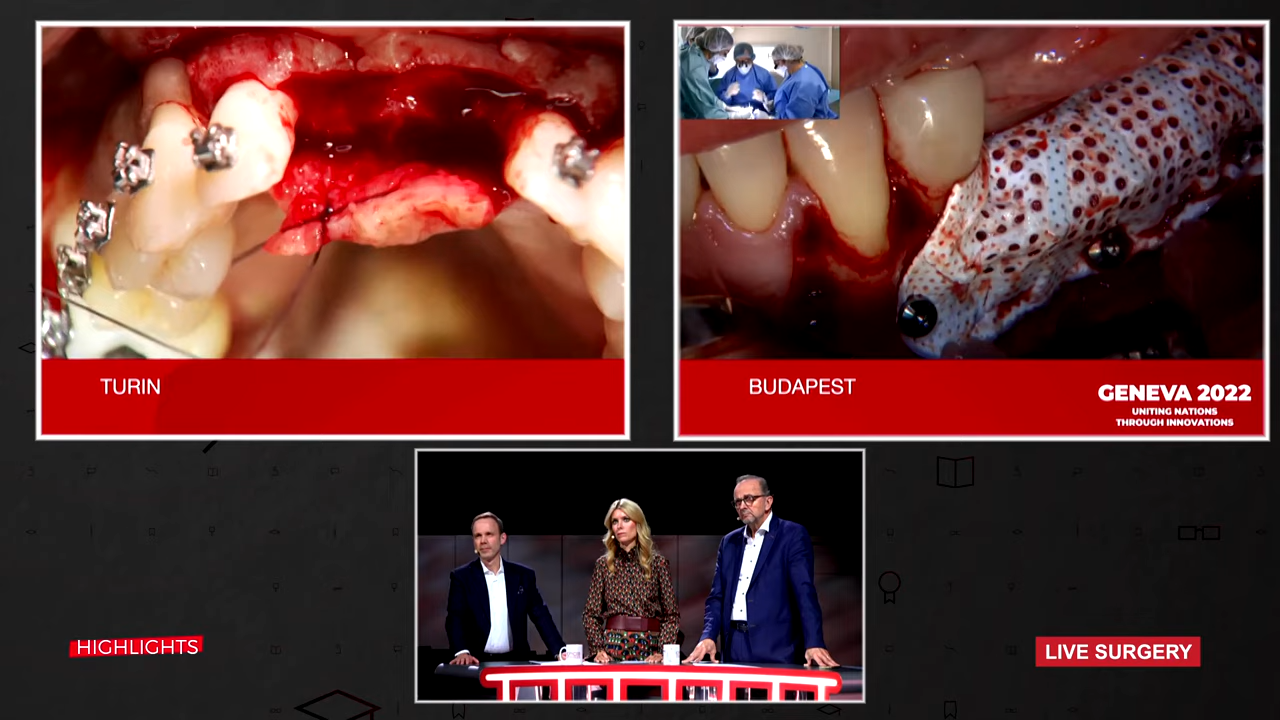 TURIN
BUDAPEST
GENEVA 2022
UNITING NATIONS
THROUGH INNOVATIONS
HIGHLIGHTS
LIVE SURGERY